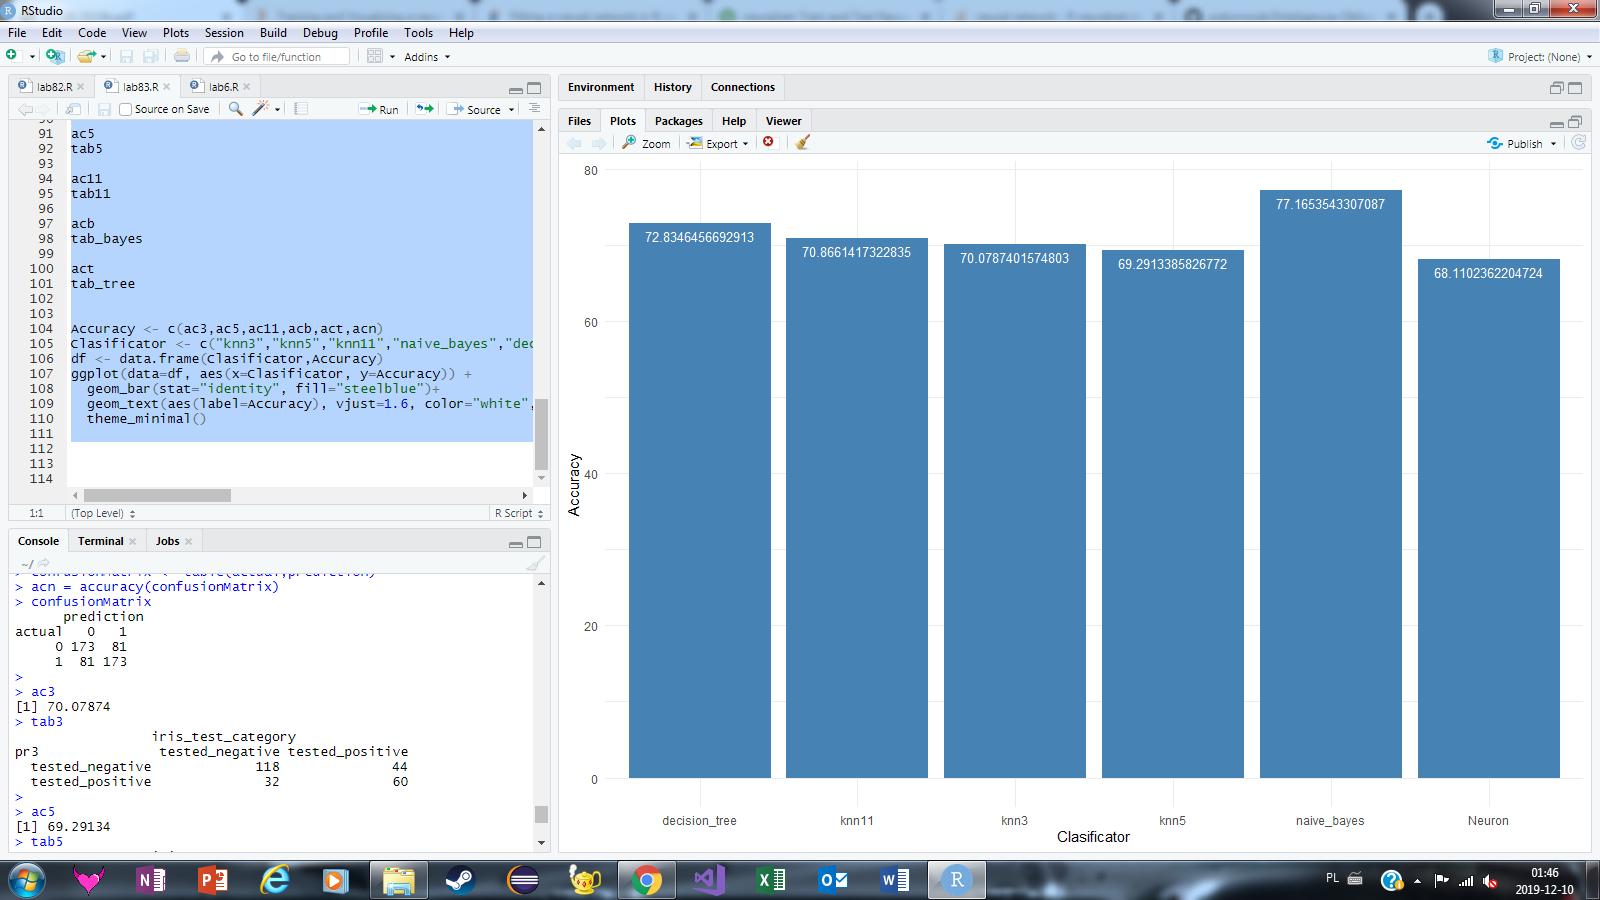 RStudio
File Edit Code View Plots Session Build Debug Profile Tools Help
Go to file/function Addins Project: (None)
lab82.R lab83.R lab6.R
Source on Save Run Source
91 ac5
92 tab5
93
94 ac11
95 tab11
96
97 acb
98 tab_bayes
99
100 act
101 tab_tree
102
103
104 Accuracy <- c(ac3,ac5,ac11,acb,act,acn)
105 Clasificator <- c("knn3","knn5","knn11","naive_bayes","dec
106 df <- data.frame(Clasificator,Accuracy)
107 ggplot(data=df, aes(x=Clasificator, y=Accuracy)) +
108 geom_bar(stat="identity", fill="steelblue")+
109 geom_text(aes(label=Accuracy), vjust=1.6, color="white",
110 theme_minimal()
111
112
113
114
1:1 (Top Level) R Script
Console Terminal Jobs
~/
> confusionMatrix <- table(actual,prediction)
> acn = accuracy(confusionMatrix)
> confusionMatrix
prediction
actual 0 1
0 173 81
1 81 173
>
> ac3
[1] 70.07874
> tab3
iris_test_category
pr3 tested_negative tested_positive
tested_negative 118 44
tested_positive 32 60
>
> ac5
[1] 69.29134
> tab5
Environment History Connections
Files Plots Packages Help Viewer
Zoom Export Publish
80
60
40
20
0
Accuracy
72.8346456692913
70.8661417322835
70.0787401574803
69.2913385826772
77.1653543307087
68.1102362204724
decision_tree knn11 knn3 knn5 naive_bayes Neuron
Clasificator
PL 01:46
2019-12-10